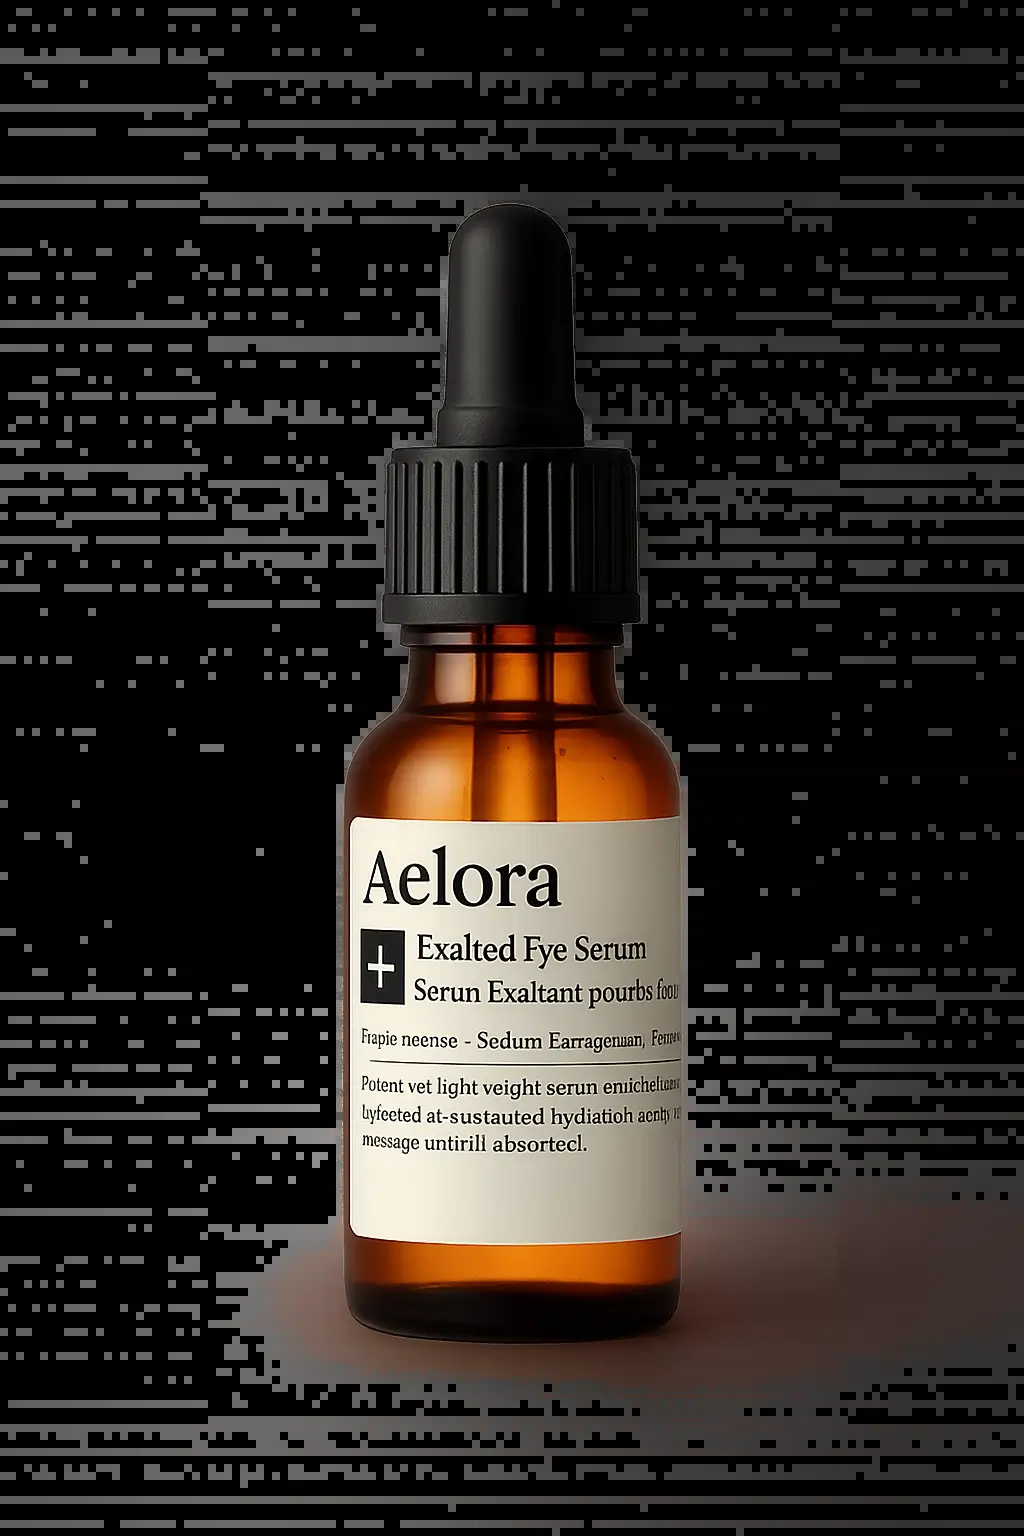 Aelora
+
Exalted Fye Serum
Serun Exaltant pourbs
Frapie neense - Sedum Earragenuan,
Potent vet light veight serun
at-sustauted hydiatioh
message untirill absortecl.